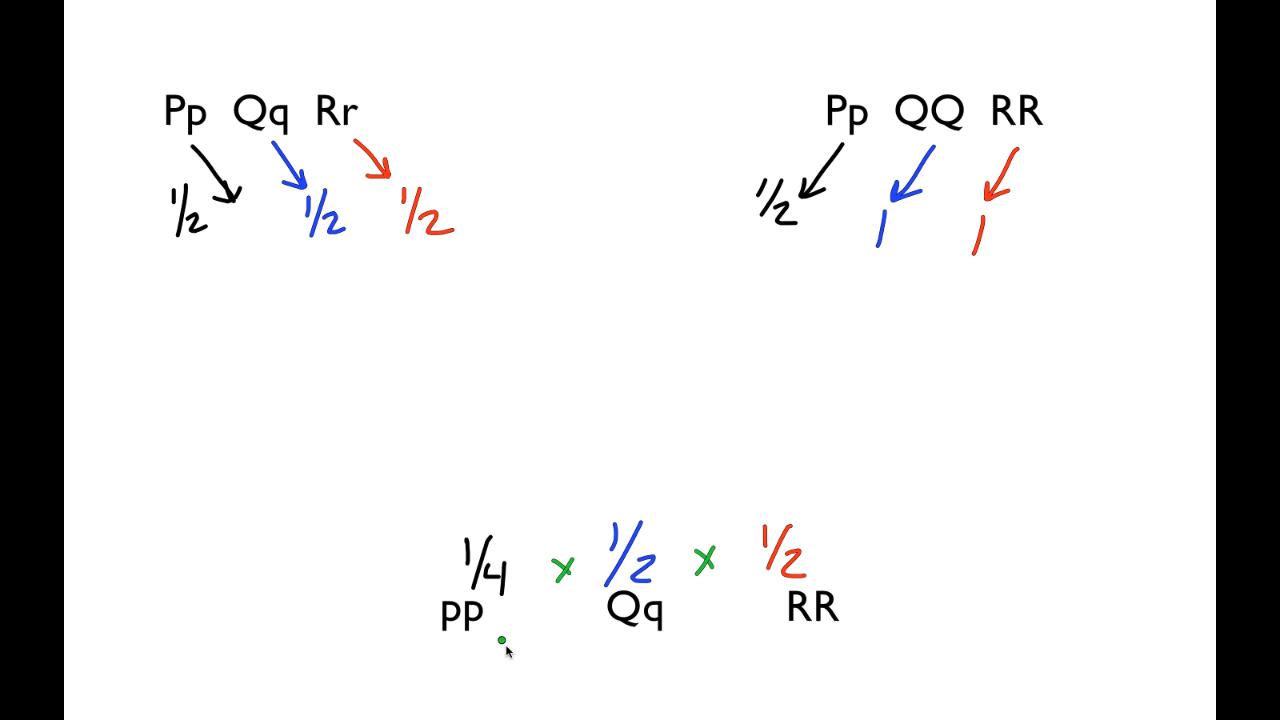 Pp Qq Rr Pp QQ RR
1/2 1/2 1/2 1/2 1 1
1/4 x 1/2 x 1/2
pp Qq RR